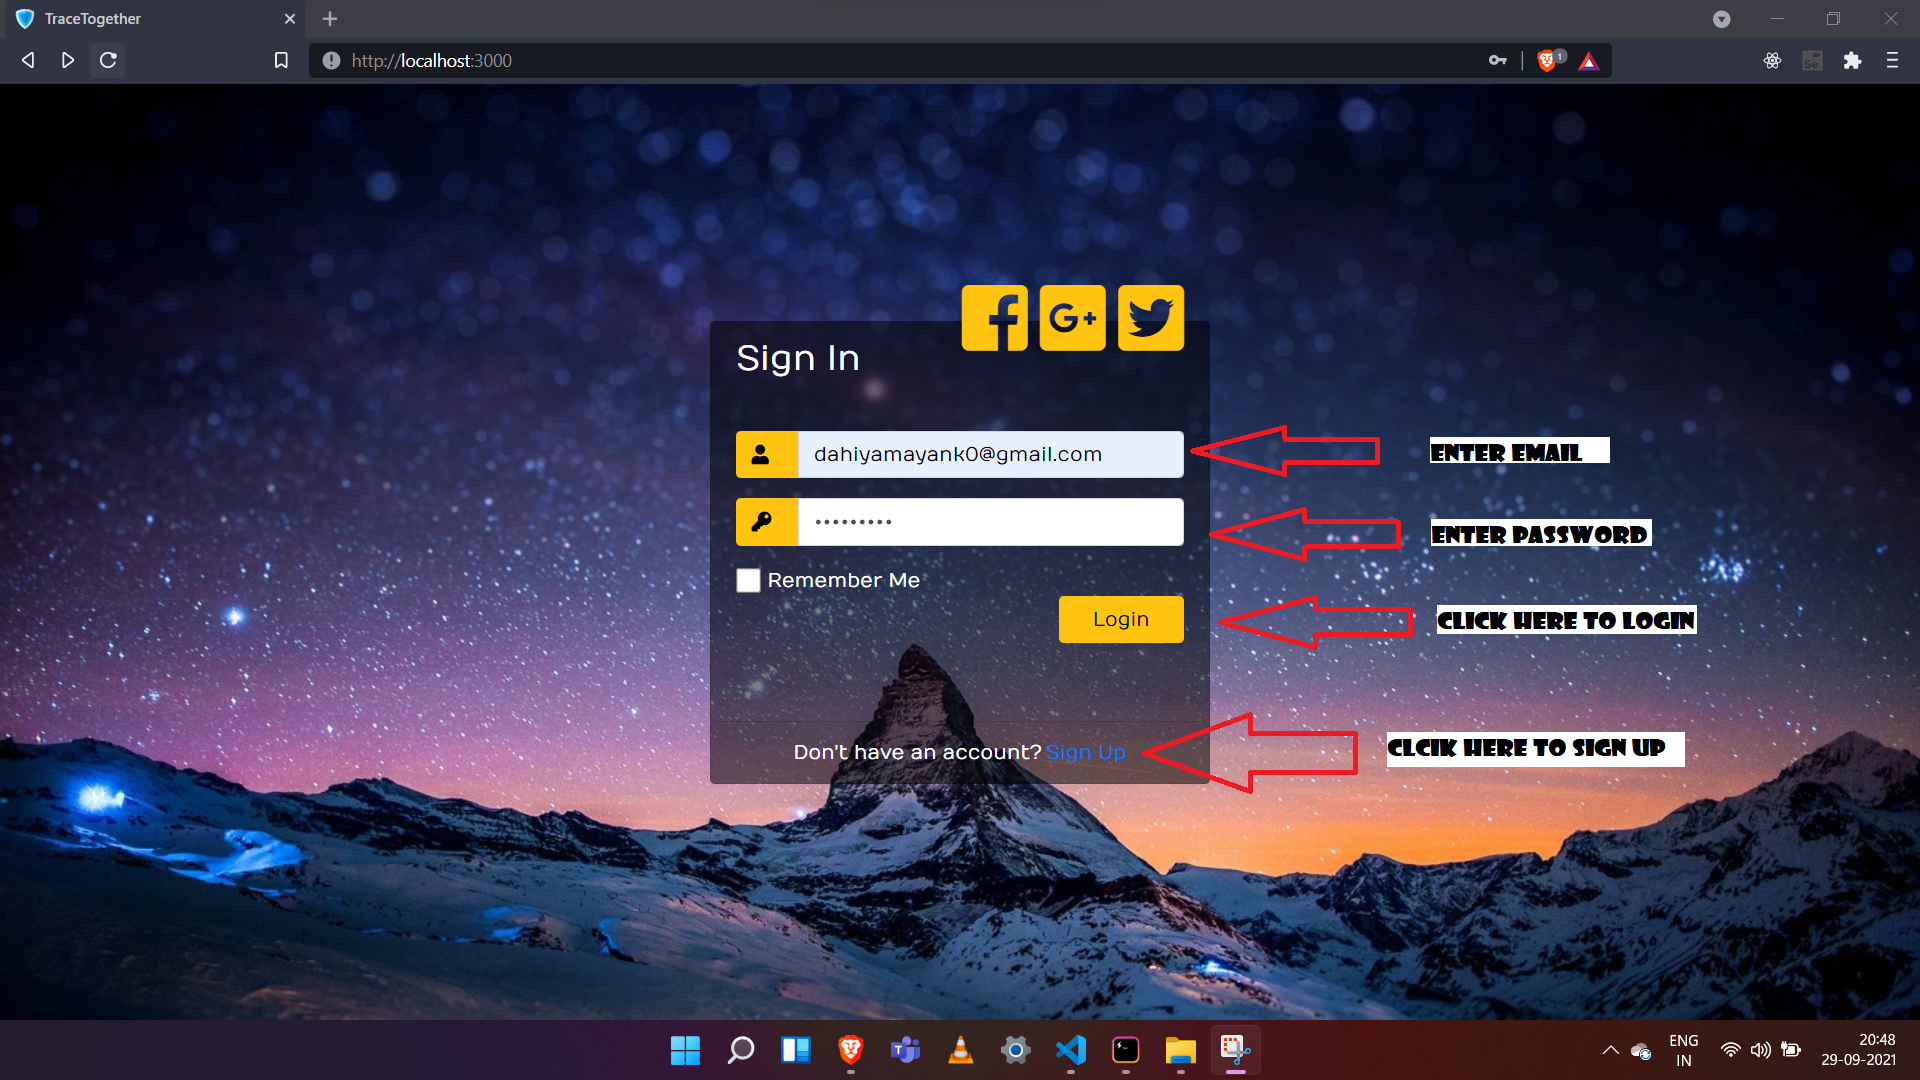 TraceTogether
http://localhost:3000
1
Se
G+
Sign In
dahiyamayank0@gmail.com
ENTER EMAIL
•••••••••
ENTER PASSWORD
Remember Me
Login
CLICK HERE TO LOGIN
Don't have an account? Sign Up
CLCIK HERE TO SIGN UP
ENG
IN
20:48
29-09-2021